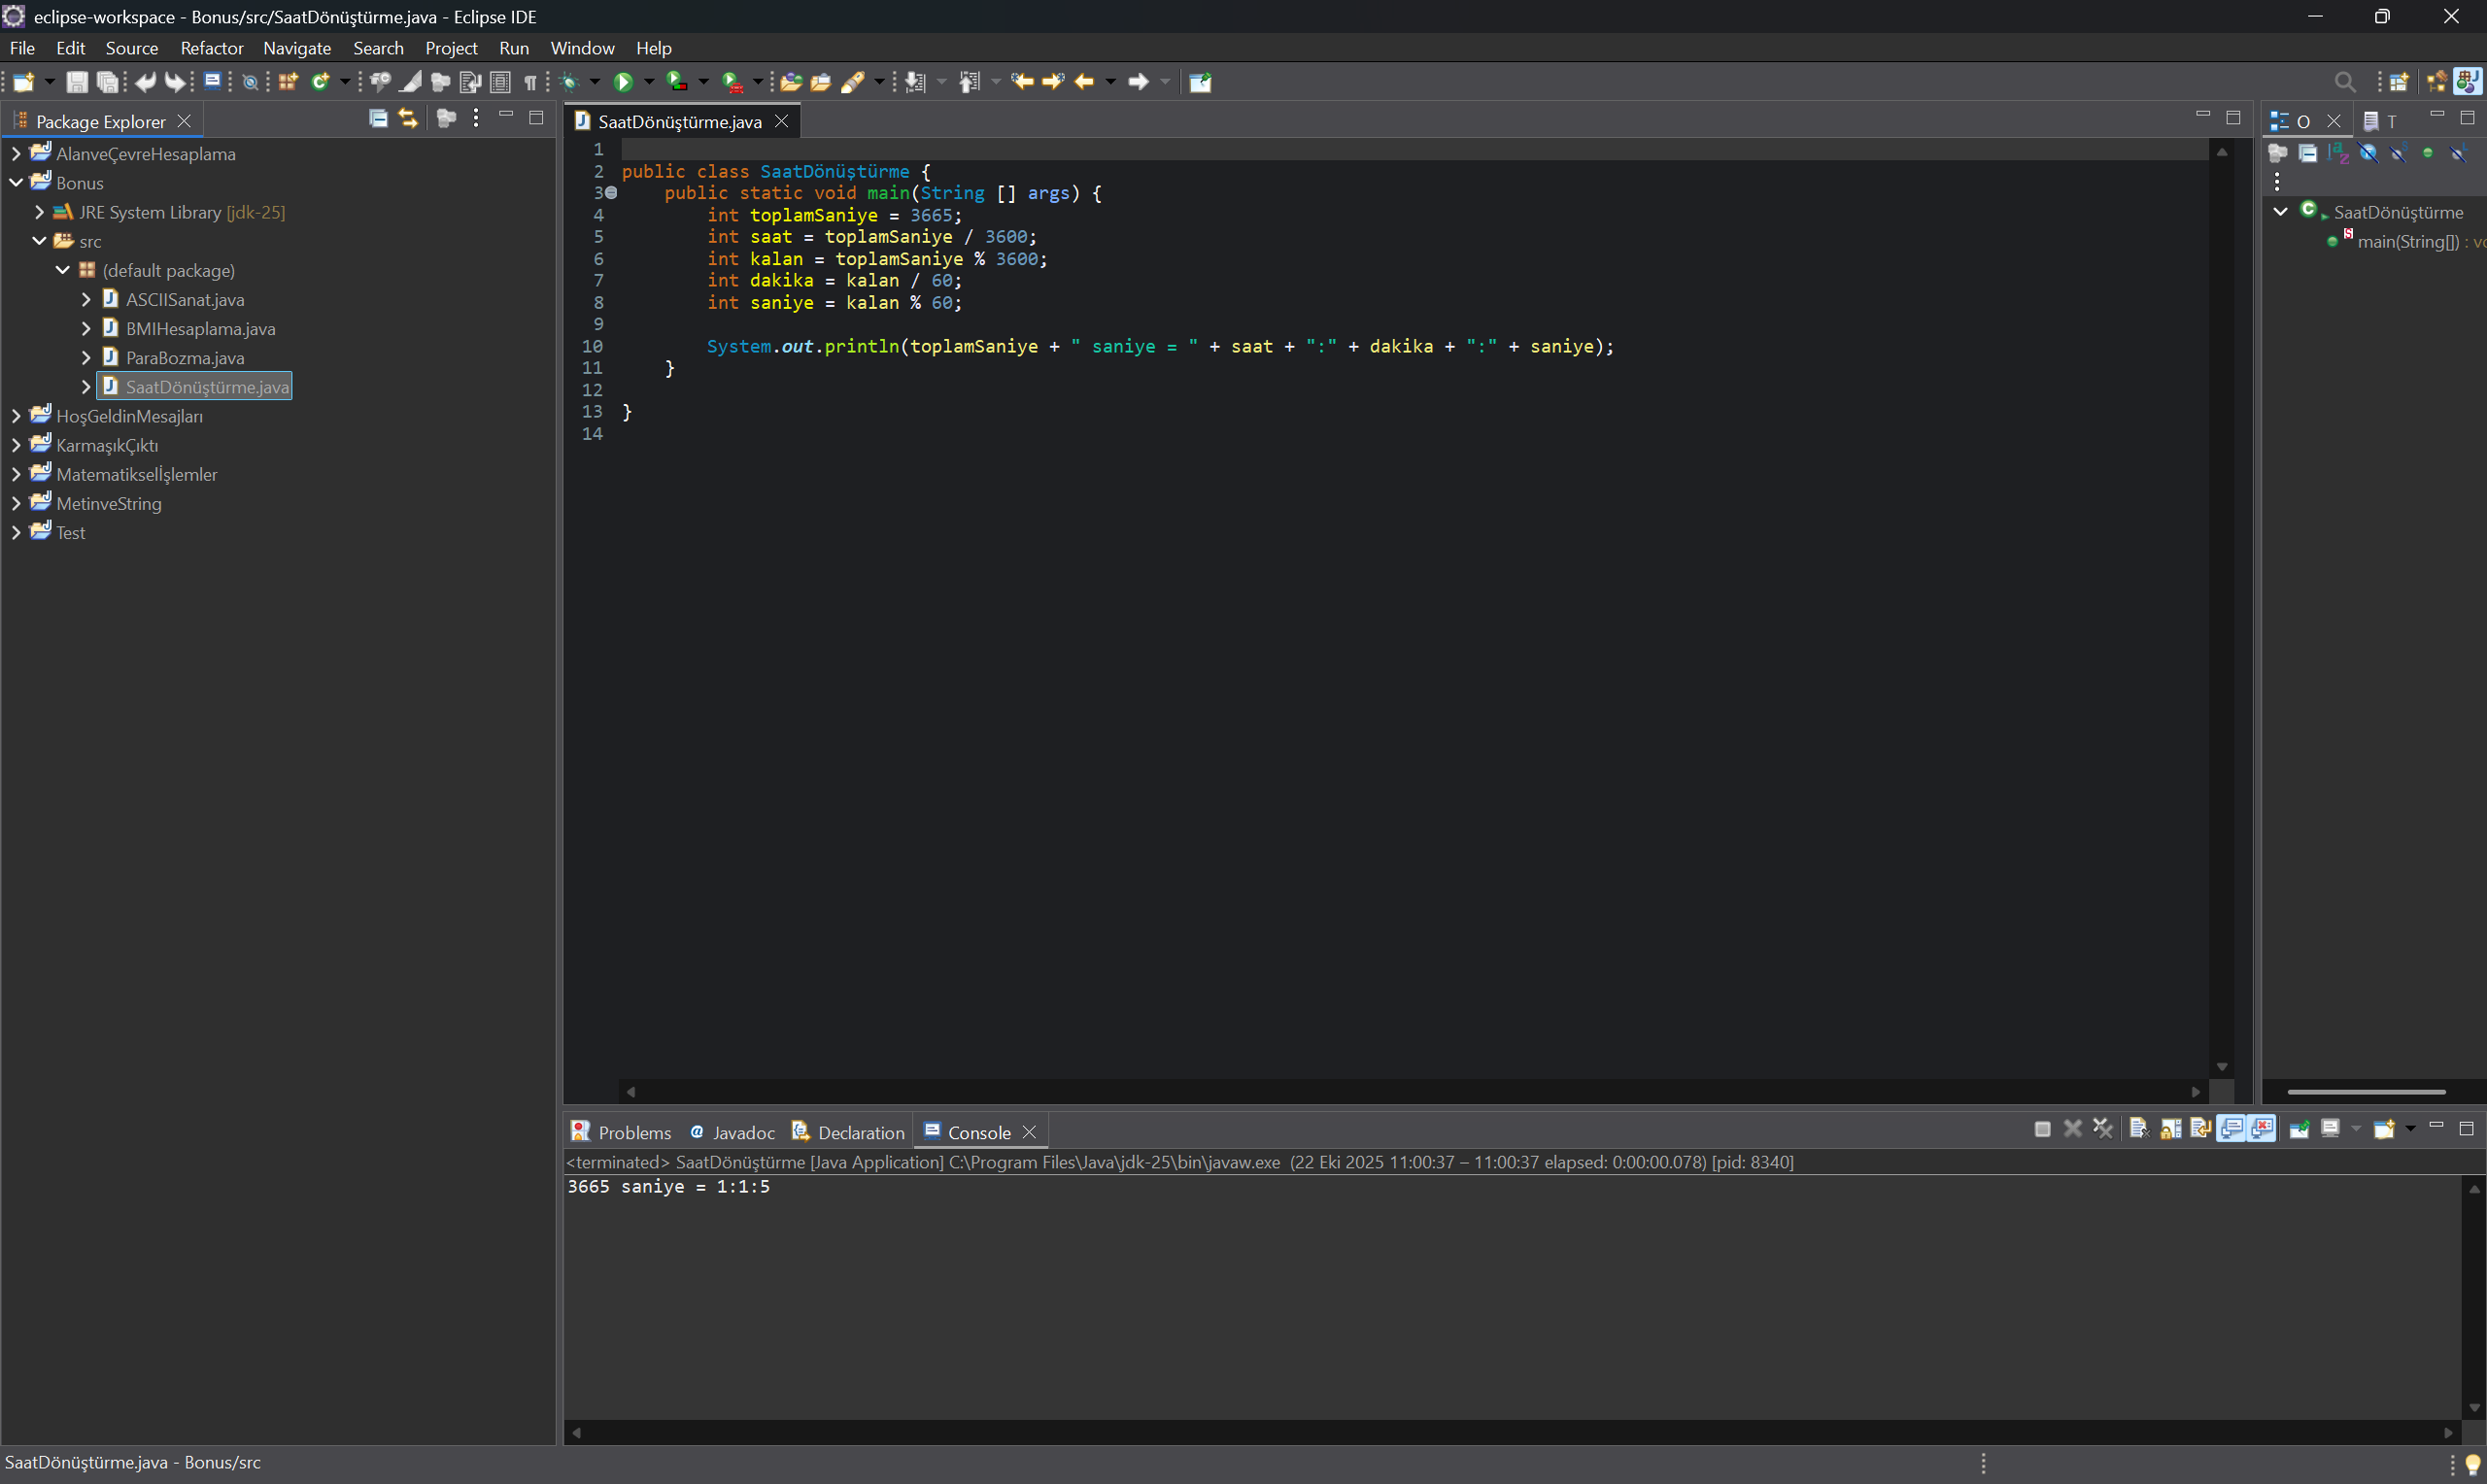 eclipse-workspace - Bonus/src/SaatDönüştürme.java - Eclipse IDE
File Edit Source Refactor Navigate Search Project Run Window Help
Package Explorer
AlanveÇevreHesaplama
Bonus
JRE System Library [jdk-25]
src
(default package)
ASCIISanat.java
BMIHesaplama.java
ParaBozma.java
SaatDönüştürme.java
HoşGeldinMesajları
KarmaşıkÇıktı
Matematikselİşlemler
MetinveString
Test
SaatDönüştürme.java
1
2 public class SaatDönüştürme {
3 public static void main(String [] args) {
4 int toplamSaniye = 3665;
5 int saat = toplamSaniye / 3600;
6 int kalan = toplamSaniye % 3600;
7 int dakika = kalan / 60;
8 int saniye = kalan % 60;
9
10 System.out.println(toplamSaniye + " saniye = " + saat + ":" + dakika + ":" + saniye);
11 }
12
13 }
14
O T
SaatDönüştürme
main(String[]) : vo
Problems @ Javadoc Declaration Console
<terminated> SaatDönüştürme [Java Application] C:\Program Files\Java\jdk-25\bin\javaw.exe (22 Eki 2025 11:00:37 – 11:00:37 elapsed: 0:00:00.078) [pid: 8340]
3665 saniye = 1:1:5
SaatDönüştürme.java - Bonus/src